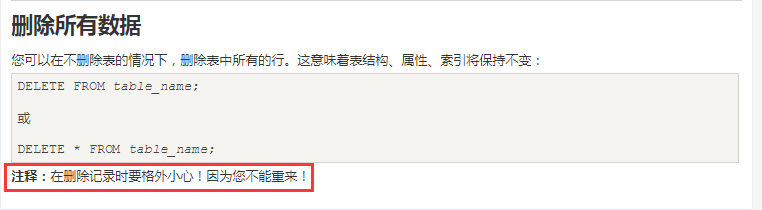 删除所有数据
您可以在不删除表的情况下，删除表中所有的行。这意味着表结构、属性、索引将保持不变：
DELETE FROM table_name;
或
DELETE * FROM table_name;
注释：在删除记录时要格外小心！因为您不能重来！